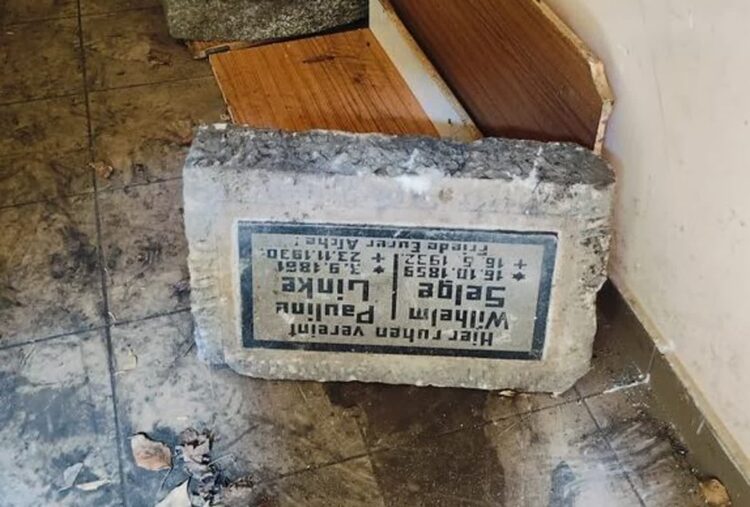 Hier ruhen vereint
Wilhelm Pauline
Selge Linke
* 16.10.1859 * 3.9.1861
+ 16.5.1932 + 23.11.1930.
Friede Eurer Aſche!